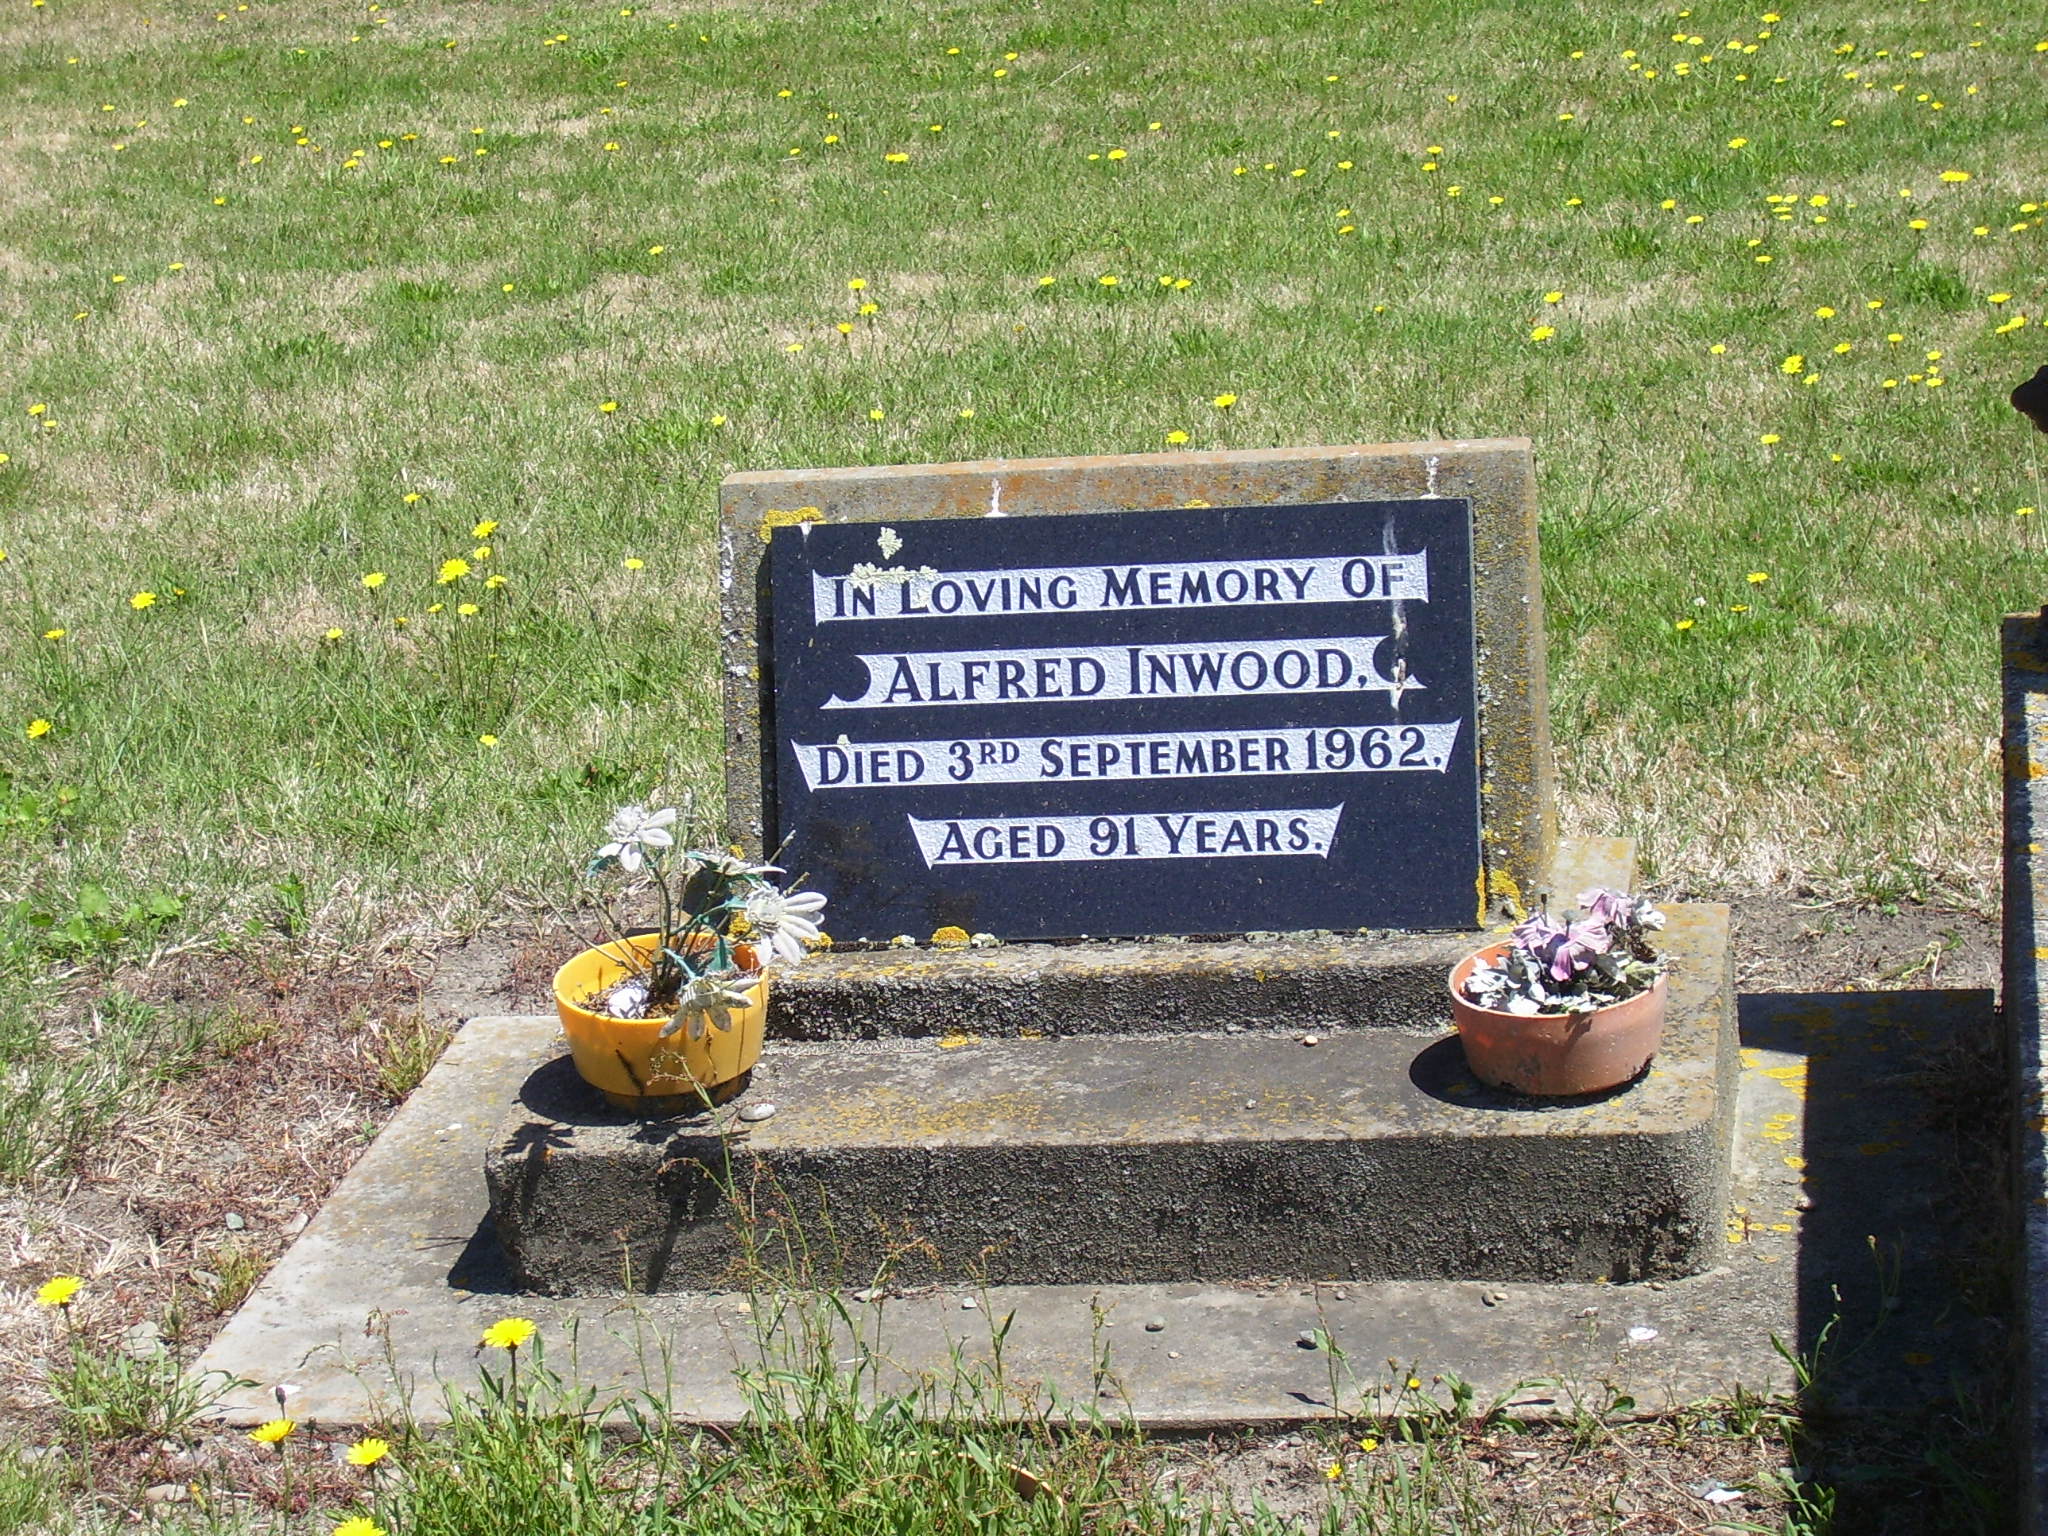 In Loving Memory Of
Alfred Inwood,
Died 3rd September 1962,
Aged 91 Years.